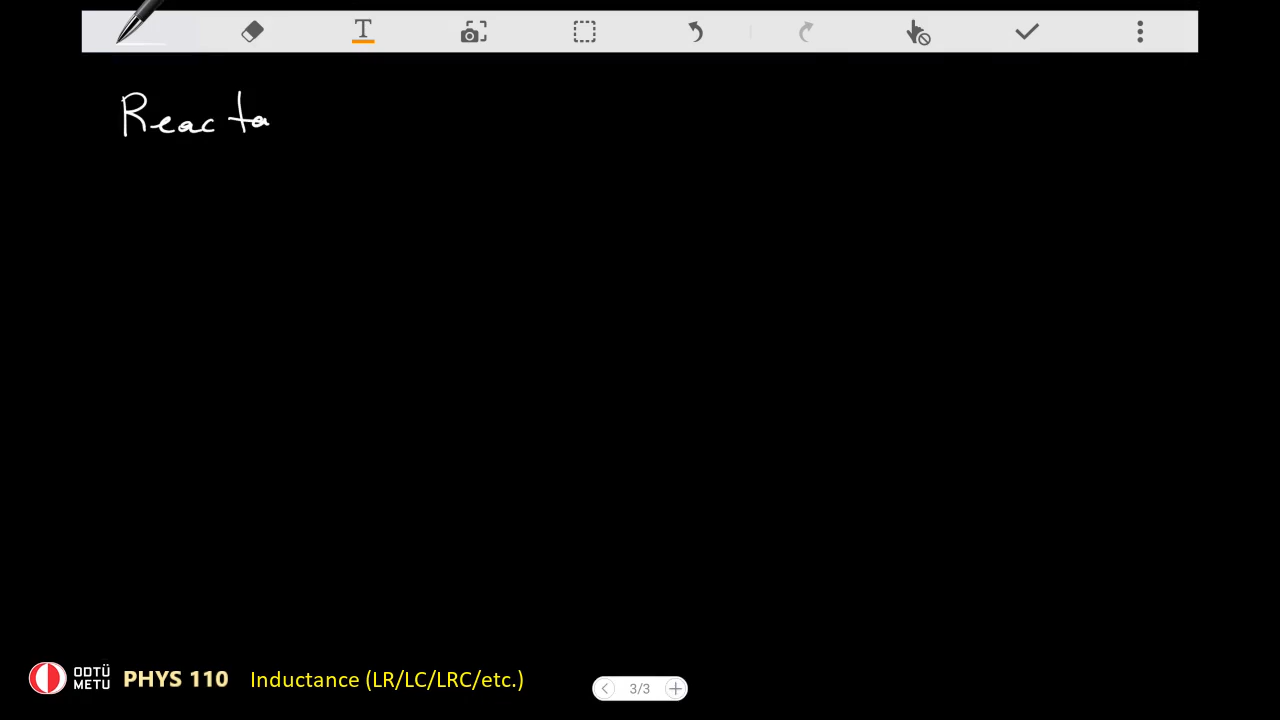 T
Reacta
ODTÜ
METU
PHYS 110
Inductance (LR/LC/LRC/etc.)
3/3